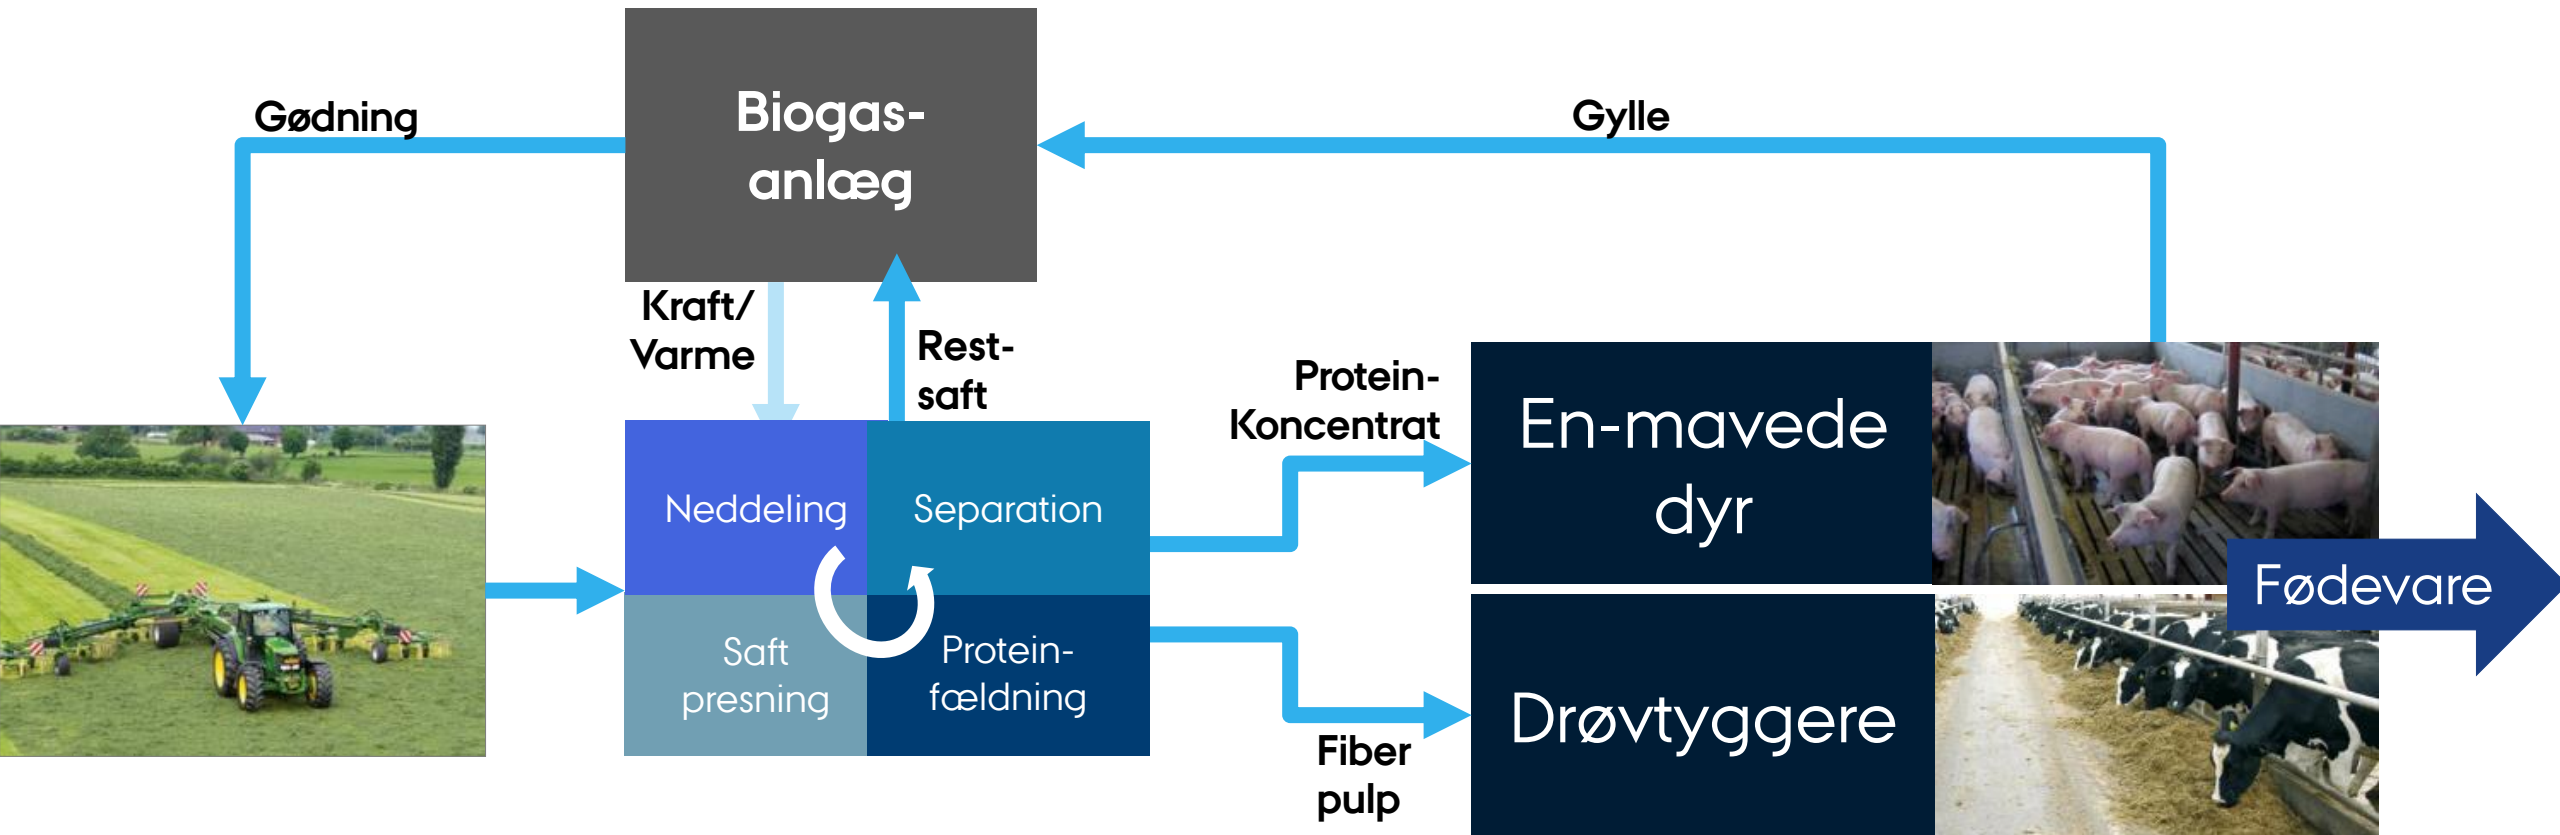 Biogas-
anlæg
Gødning
Gylle
Kraft/
Varme
Rest-
saft
Protein-
Koncentrat
En-mavede
dyr
Neddeling
Separation
Saft
presning
Protein-
fældning
Fødevare
Drøvtyggere
Fiber
pulp